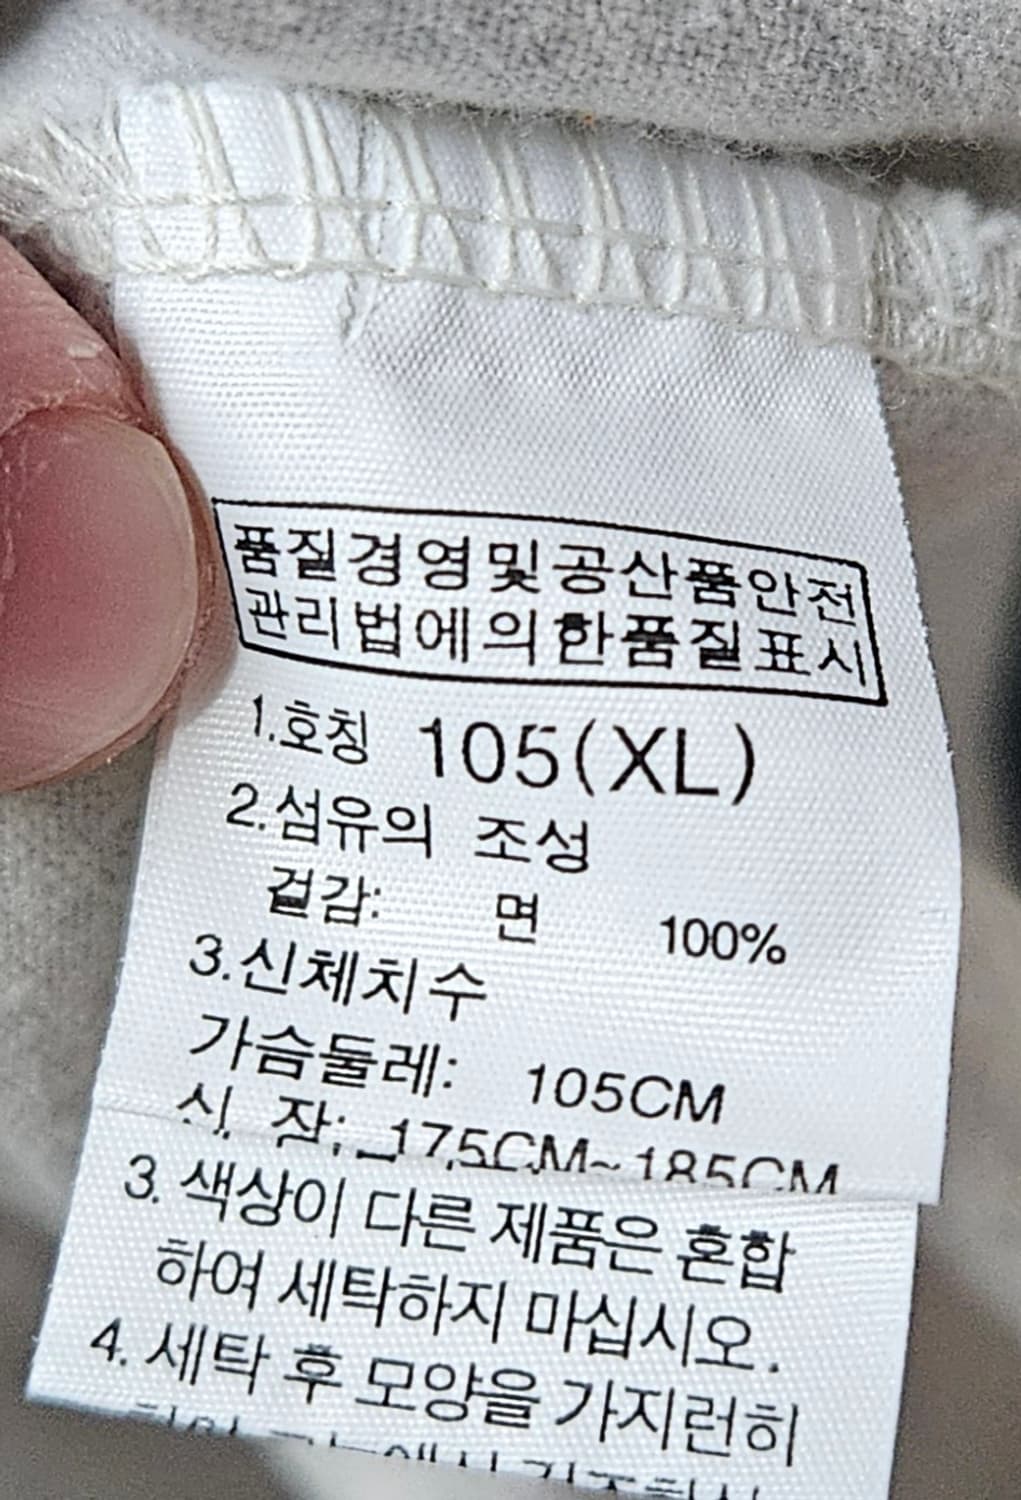 품질경영및공산품안전
관리법에의한품질표시
1.호칭 105(XL)
2.섬유의 조성
겉감: 면 100%
3.신체치수
가슴둘레: 105CM
신 장: 175CM~185CM
3. 색상이 다른 제품은 혼합
하여 세탁하지 마십시오.
4. 세탁 후 모양을 가지런히